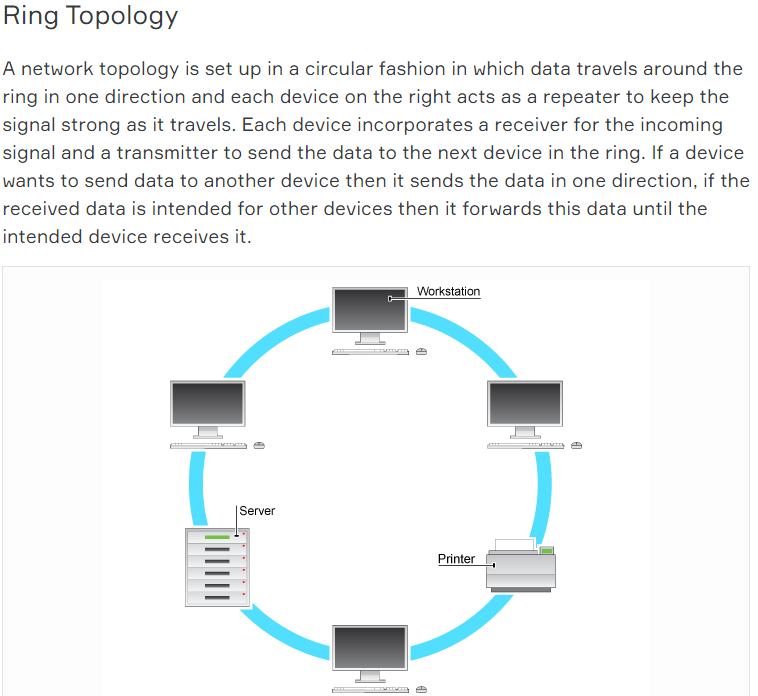 Ring Topology
A network topology is set up in a circular fashion in which data travels around the
ring in one direction and each device on the right acts as a repeater to keep the
signal strong as it travels. Each device incorporates a receiver for the incoming
signal and a transmitter to send the data to the next device in the ring. If a device
wants to send data to another device then it sends the data in one direction, if the
received data is intended for other devices then it forwards this data until the
intended device receives it.
Workstation
Server
Printer